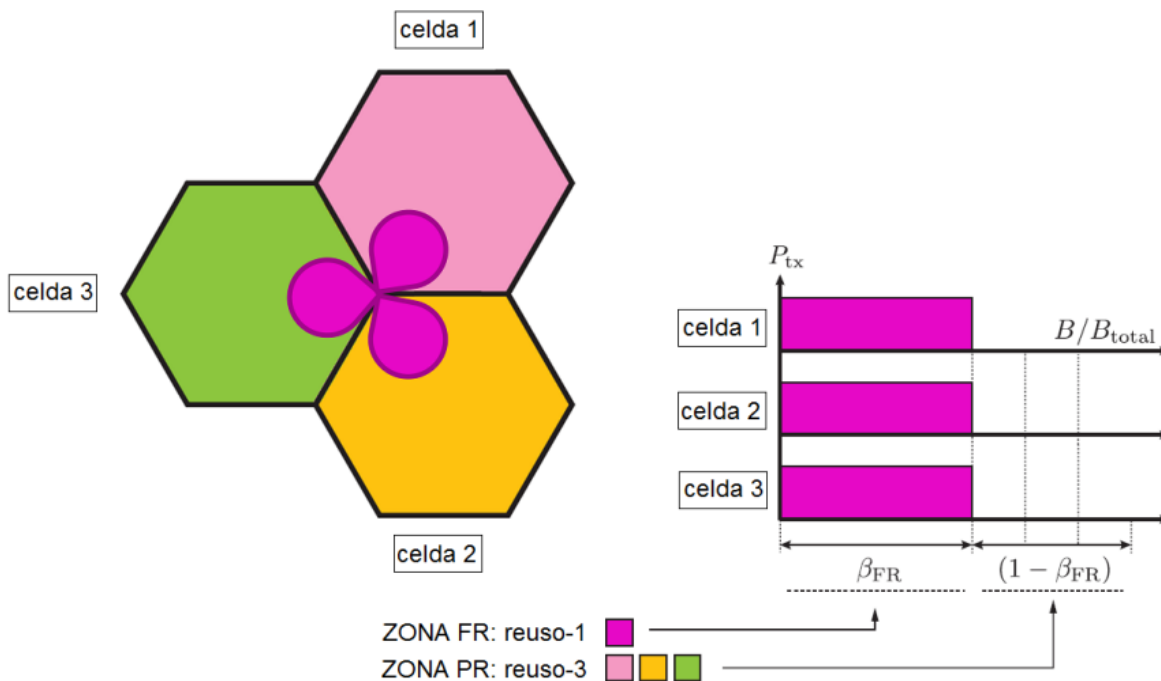 celda 1
celda 3
celda 2
P_tx
celda 1
B/B_total
celda 2
celda 3
β_FR
(1 − β_FR)
ZONA FR: reuso-1
ZONA PR: reuso-3